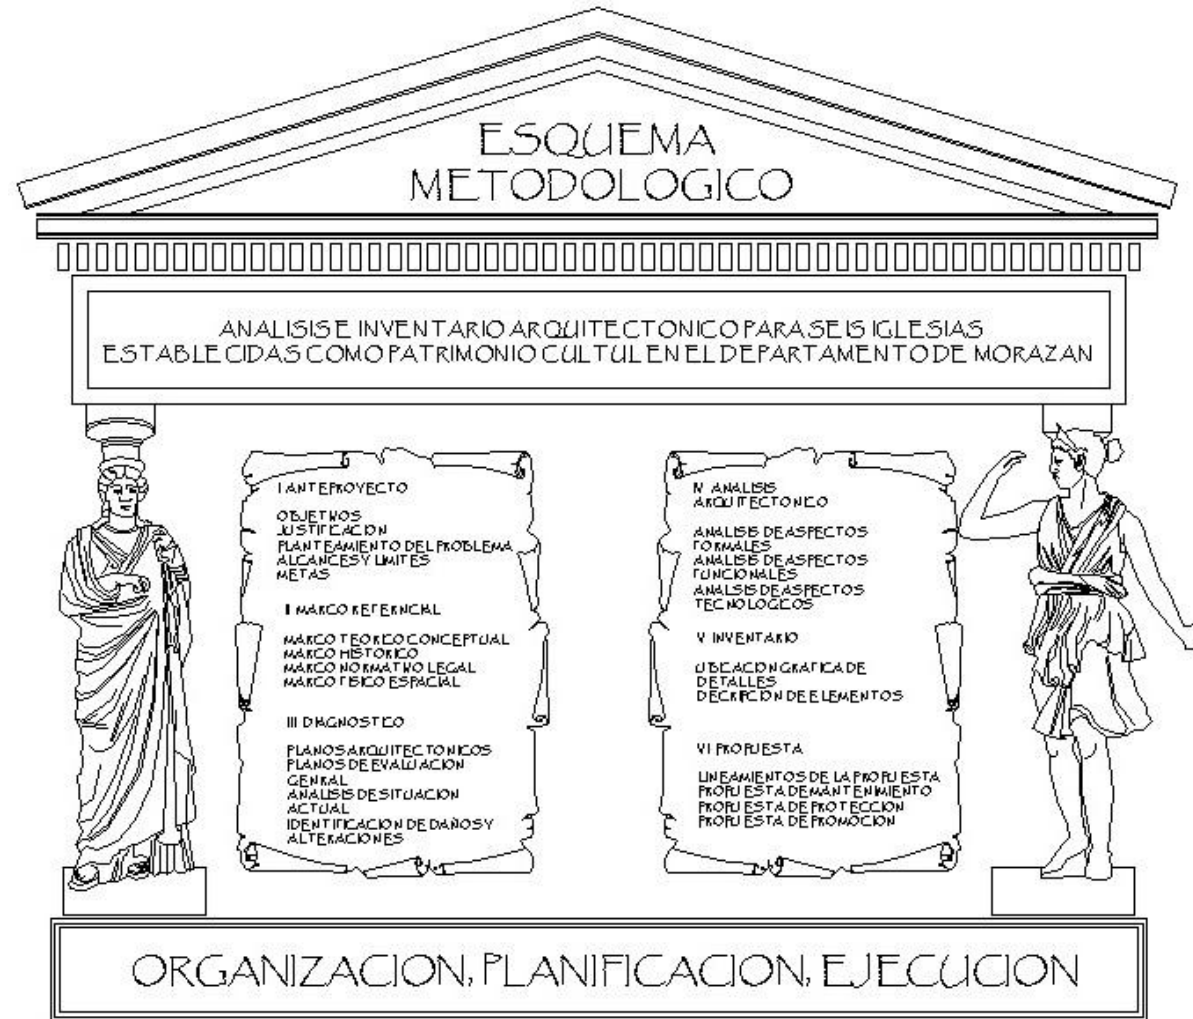 ESQUEMA
METODOLOGICO
ANALISIS E INVENTARIO ARQUITECTONICO PARA SEIS IGLESIAS
ESTABLECIDAS COMO PATRIMONIO CULTUL EN EL DEPARTAMENTO DE MORAZAN
I ANTEPROYECTO
OBJETIVOS
JUSTIFICACION
PLANTEAMIENTO DEL PROBLEMA
ALCANCES Y LIMITES
METAS
II MARCO REFERNCIAL
MARCO TEORICO CONCEPTUAL
MARCO HISTORICO
MARCO NORMATIVO LEGAL
MARCO FISICO ESPACIAL
III DIAGNOSTICO
PLANOS ARQUITECTONICOS
PLANOS DE EVALUACION
GENRAL
ANALISIS DE SITUACION
ACTUAL
IDENTIFICACION DE DAÑOS Y
ALTERACIONES
IV ANALISIS
ARQUITECTONICO
ANALISIS DE ASPECTOS
FORMALES
ANALISIS DE ASPECTOS
FUNCIONALES
ANALISIS DE ASPECTOS
TECNOLOGICOS
V INVENTARIO
UBICACION GRAFICA DE
DETALLES
DECRIPCION DE ELEMENTOS
VI PROPUESTA
LINEAMIENTOS DE LA PROPUESTA
PROPUESTA DE MANTENIMIENTO
PROPUESTA DE PROTECCION
PROPUESTA DE PROMOCION
ORGANIZACION, PLANIFICACION, EJECUCION